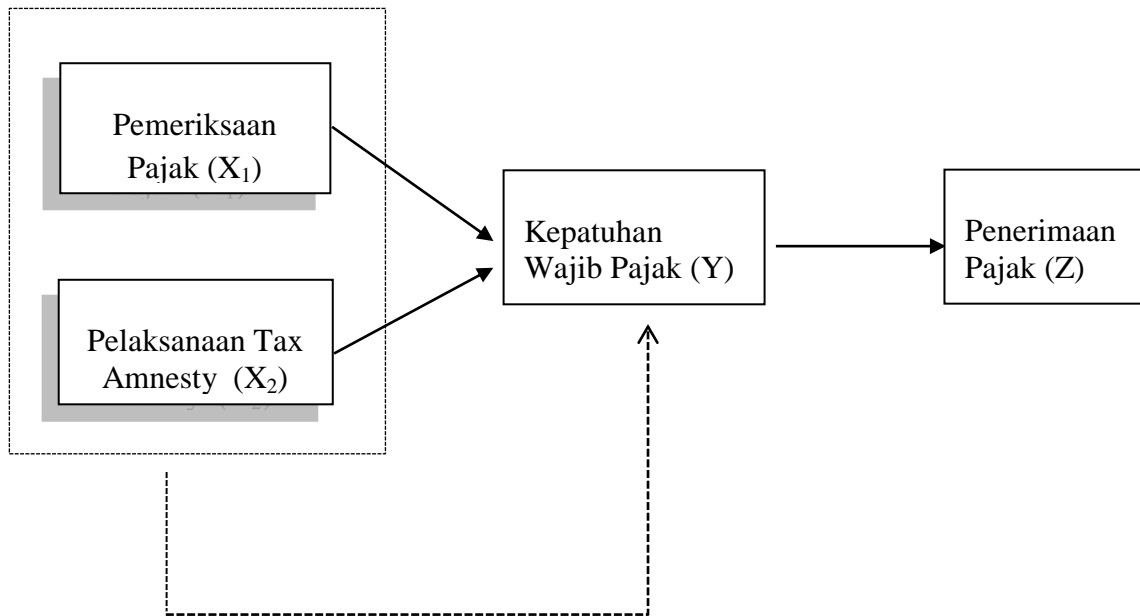 Pemeriksaan
Pajak (X₁)
Kepatuhan
Wajib Pajak (Y)
Penerimaan
Pajak (Z)
Pelaksanaan Tax
Amnesty (X₂)